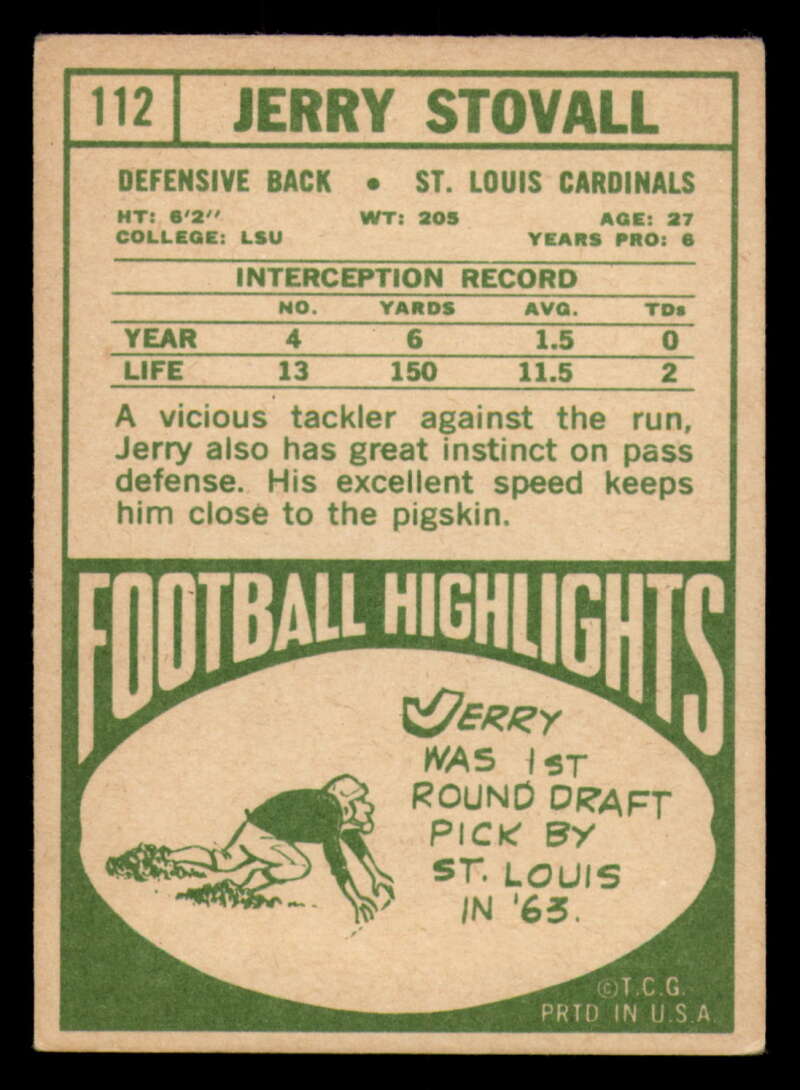 112 JERRY STOVALL
DEFENSIVE BACK • ST. LOUIS CARDINALS
HT: 6'2" WT: 205 AGE: 27
COLLEGE: LSU YEARS PRO: 6
INTERCEPTION RECORD
NO. YARDS AVG. TDs
YEAR 4 6 1.5 0
LIFE 13 150 11.5 2
A vicious tackler against the run,
Jerry also has great instinct on pass
defense. His excellent speed keeps
him close to the pigskin.
FOOTBALL HIGHLIGHTS
JERRY
WAS 1ST
ROUND DRAFT
PICK BY
ST. LOUIS
IN '63.
©T.C.G.
PRTD IN U.S.A.